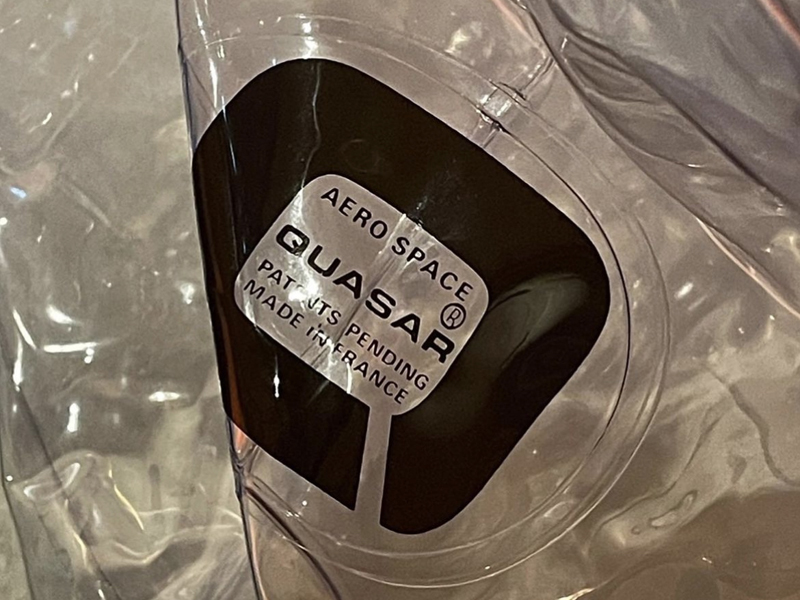 AERO SPACE
QUASAR ®
PATENTS PENDING
MADE IN FRANCE